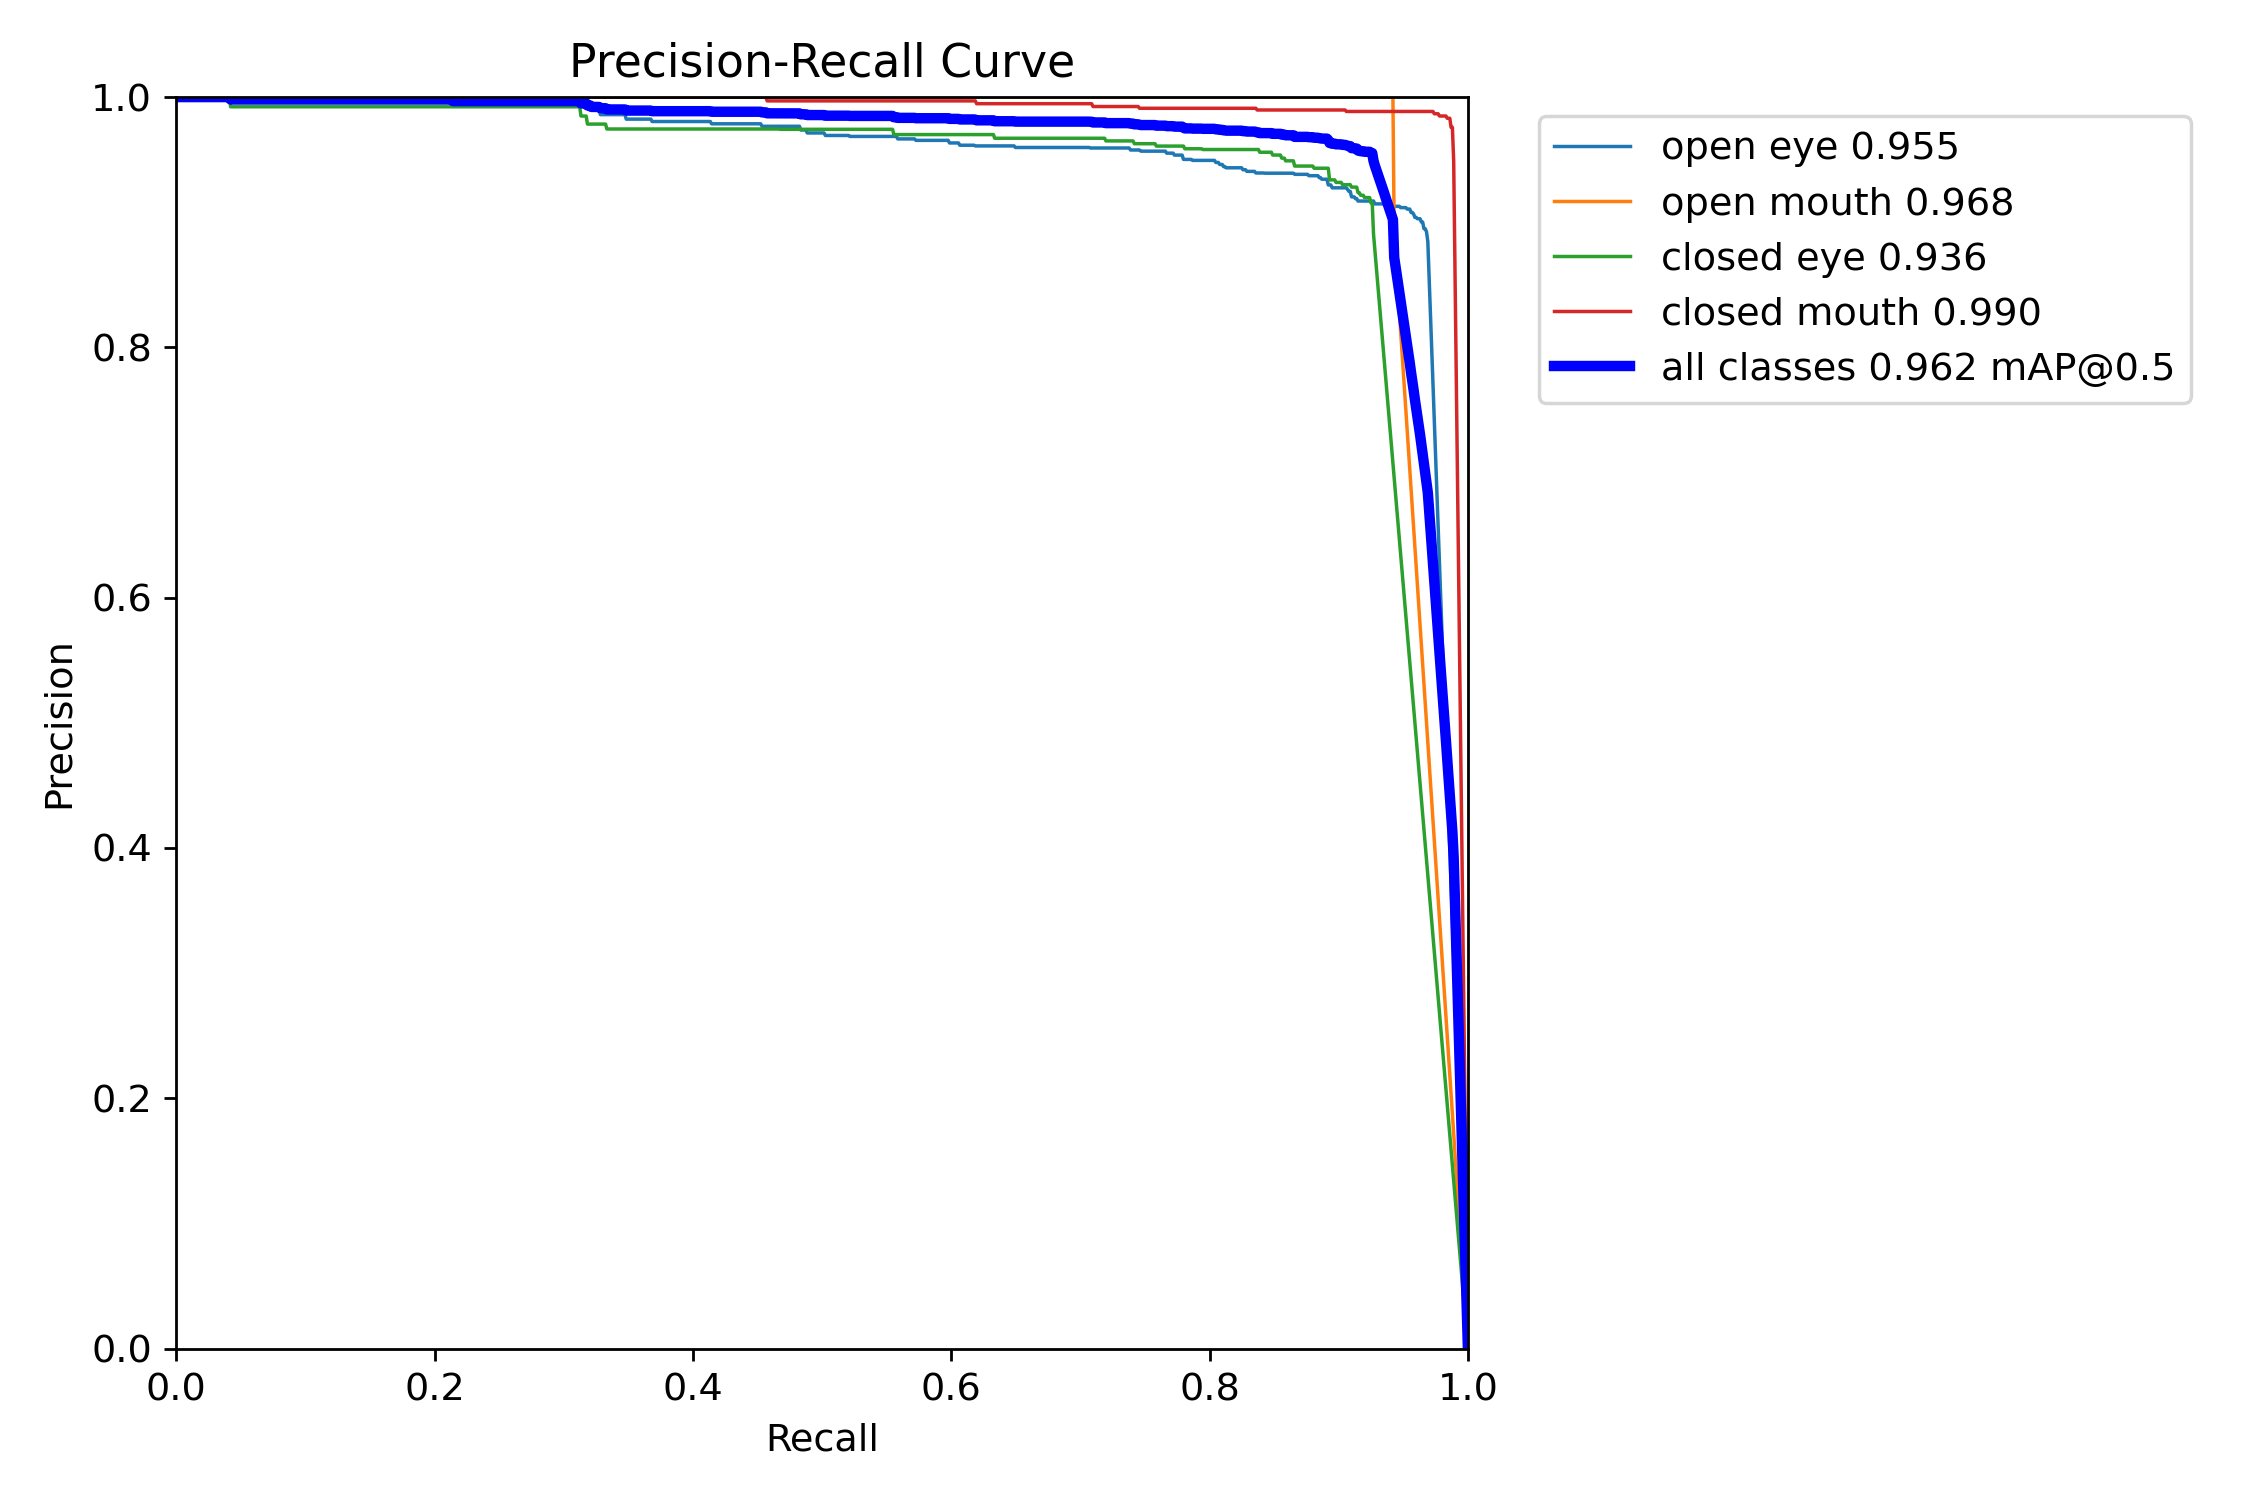 Precision-Recall Curve
1.0
0.8
0.6
0.4
0.2
0.0
Precision
0.0 0.2 0.4 0.6 0.8 1.0
Recall
open eye 0.955
open mouth 0.968
closed eye 0.936
closed mouth 0.990
all classes 0.962 mAP@0.5